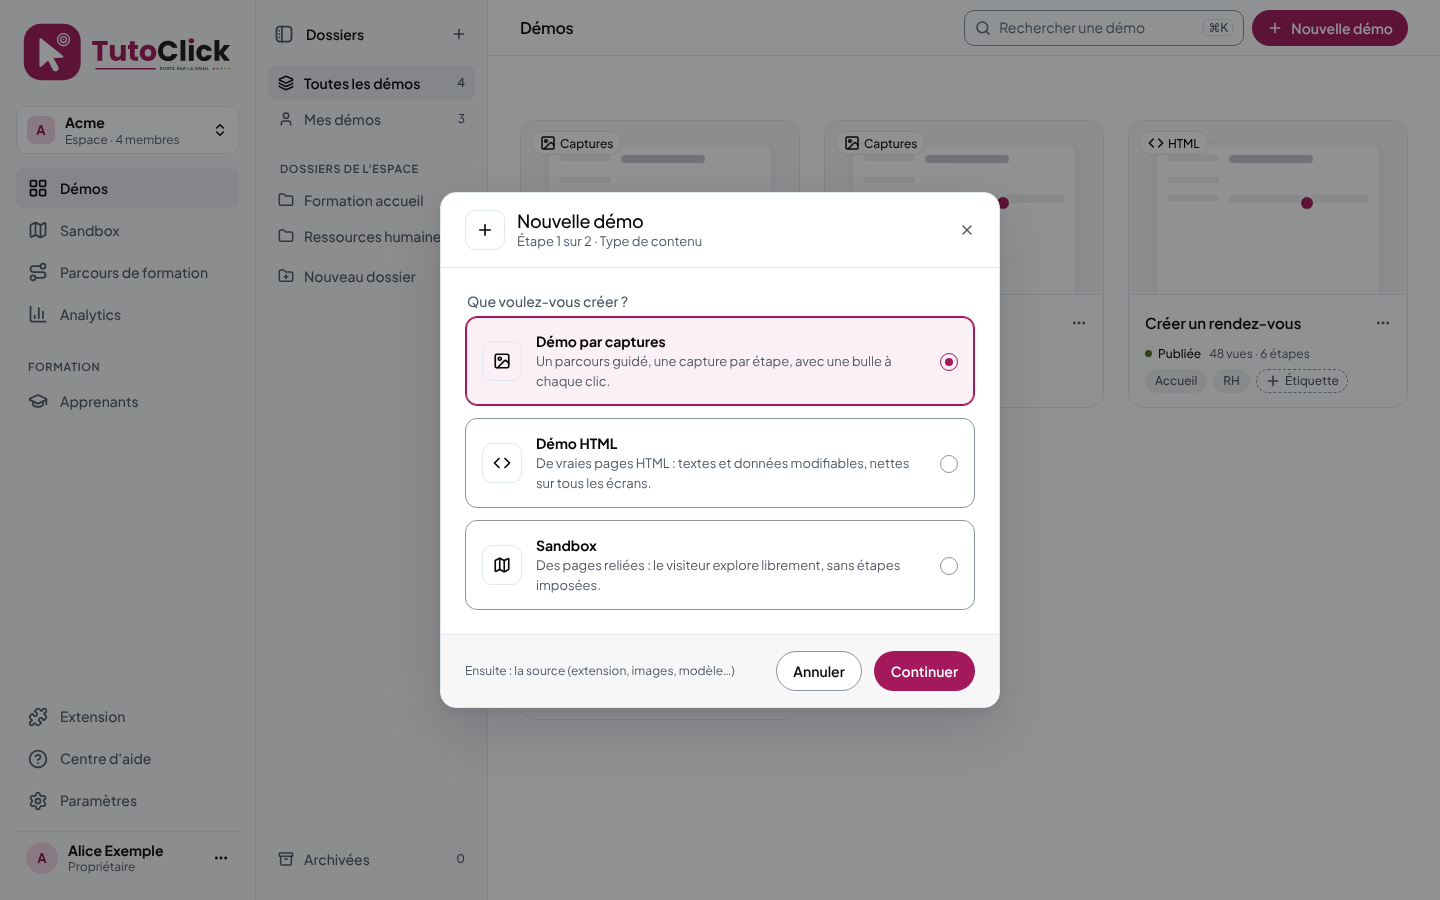 TutoClick
PORTÉ PAR LA DSIML
A
Acme
Espace · 4 membres
Démos
Sandbox
Parcours de formation
Analytics
FORMATION
Apprenants
Extension
Centre d'aide
Paramètres
A
Alice Exemple
Propriétaire
Dossiers
Toutes les démos 4
Mes démos 3
DOSSIERS DE L'ESPACE
Formation accueil
Ressources humaine
Nouveau dossier
Archivées 0
Démos
Rechercher une démo ⌘K
Nouvelle démo
Captures
Captures
HTML
Créer un rendez-vous
Publiée 48 vues · 6 étapes
Accueil RH Étiquette
Nouvelle démo
Étape 1 sur 2 · Type de contenu
Que voulez-vous créer ?
Démo par captures
Un parcours guidé, une capture par étape, avec une bulle à
chaque clic.
Démo HTML
De vraies pages HTML : textes et données modifiables, nettes
sur tous les écrans.
Sandbox
Des pages reliées : le visiteur explore librement, sans étapes
imposées.
Ensuite : la source (extension, images, modèle…)
Annuler
Continuer